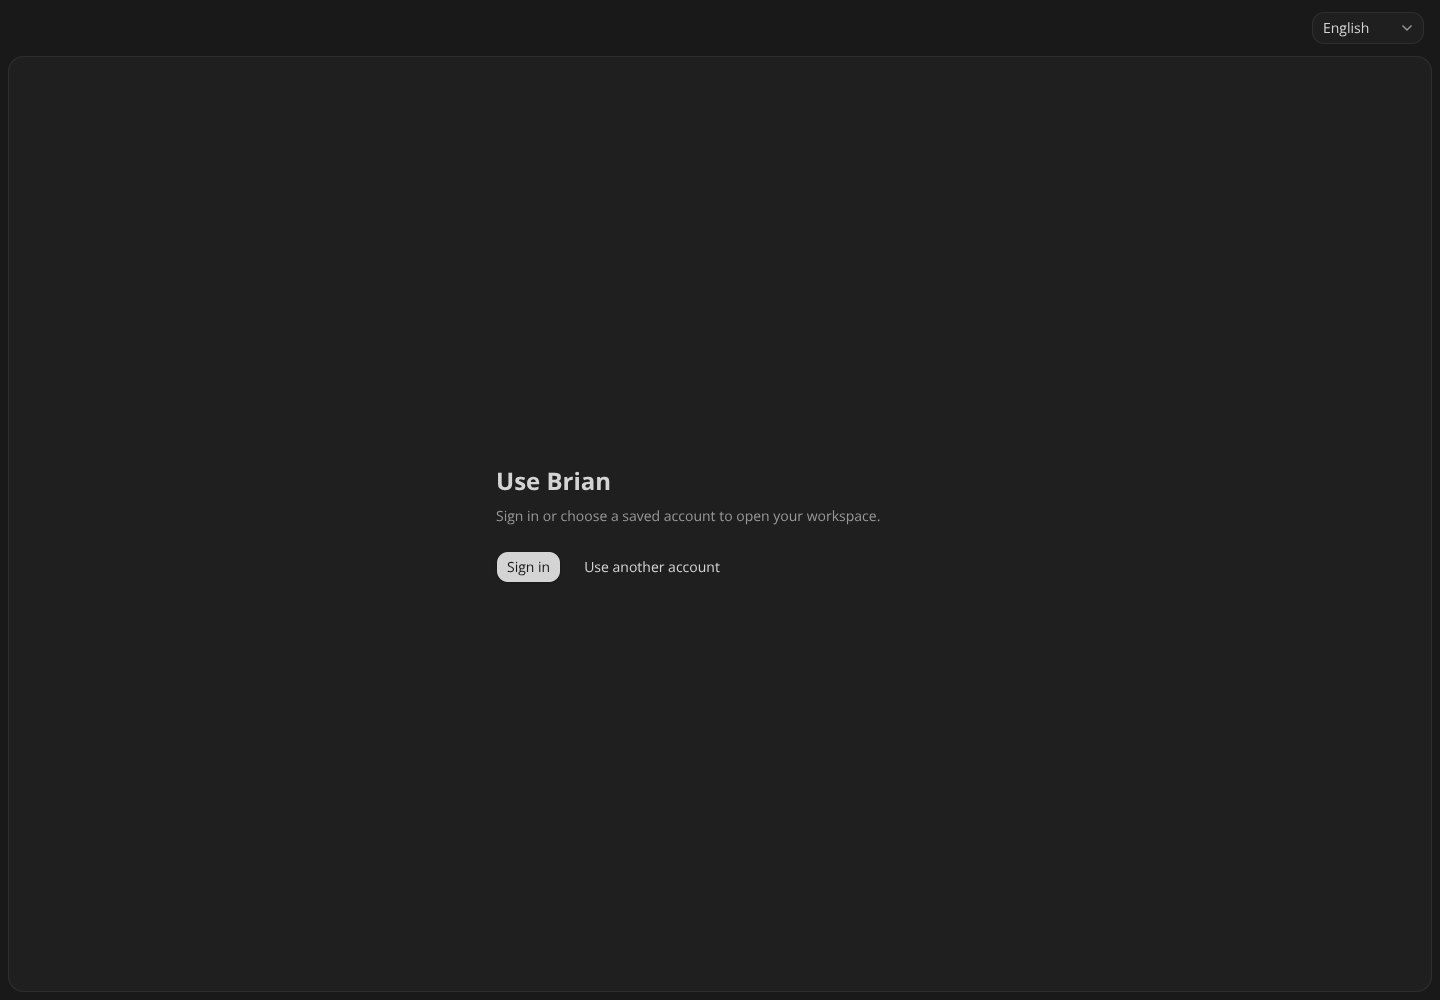 English
Use Brian
Sign in or choose a saved account to open your workspace.
Sign in
Use another account